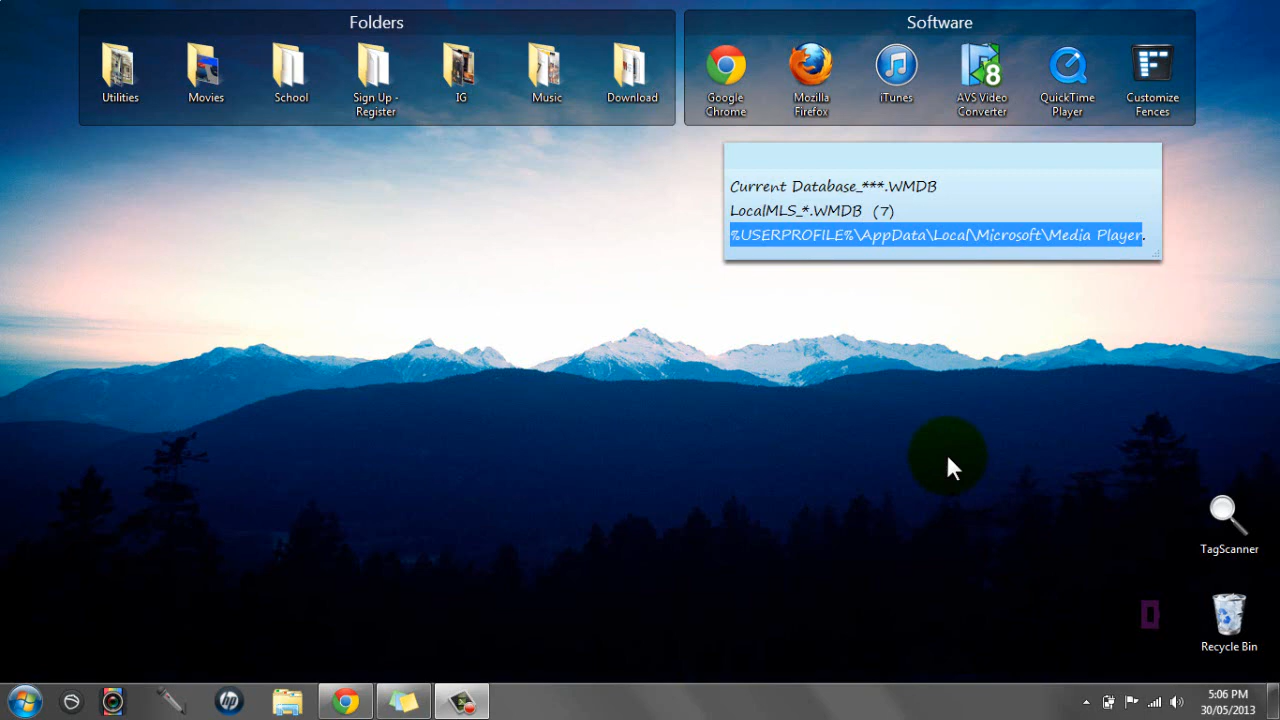 Folders
Software
Utilities
Movies
School
Sign Up -
Register
IG
Music
Download
Google
Chrome
Mozilla
Firefox
iTunes
AVS Video
Converter
QuickTime
Player
Customize
Fences
8
Current Database_***.WMDB
LocalMLS_*.WMDB (7)
%USERPROFILE%\AppData\Local\Microsoft\Media Player.
TagScanner
Recycle Bin
hp
5:06 PM
30/05/2013